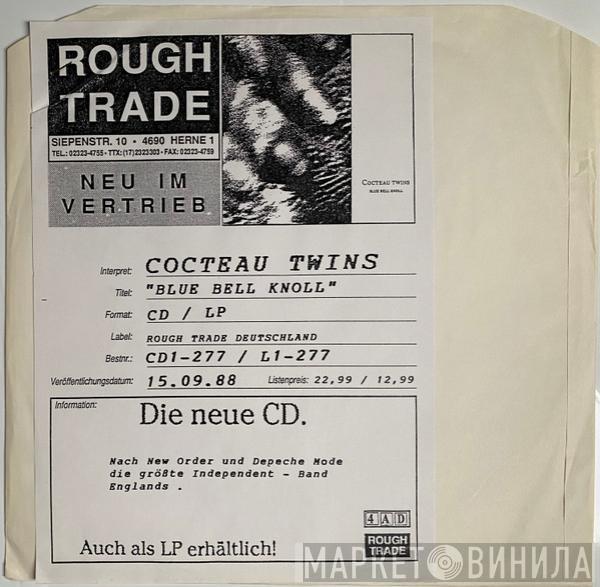 ROUGH
TRADE
SIEPENSTR. 10 • 4690 HERNE 1
TEL.: 02323-4755 • TTX: (17) 2323303 • FAX: 02323-4759
NEU IM
VERTRIEB
COCTEAU TWINS
BLUE BELL KNOLL
Interpret: COCTEAU TWINS
Titel: "BLUE BELL KNOLL"
Format: CD / LP
Label: ROUGH TRADE DEUTSCHLAND
Bestnr.: CD1-277 / L1-277
Veröffentlichungsdatum: 15.09.88 Listenpreis: 22,99 / 12,99
Information:
Die neue CD.
Nach New Order und Depeche Mode
die größte Independent - Band
Englands .
4AD
ROUGH
TRADE
Auch als LP erhältlich!
МАРКЕТ ВИНИЛА